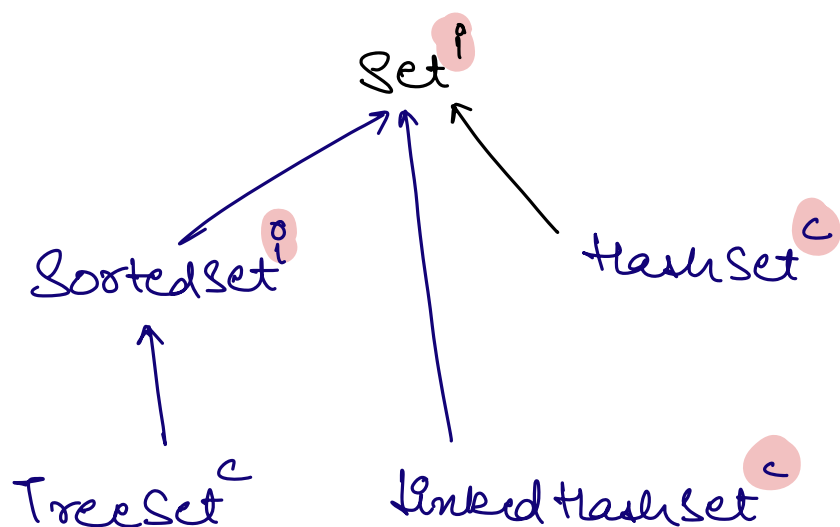 Set i
SortedSet i
HashSet c
TreeSet c
LinkedHashSet c